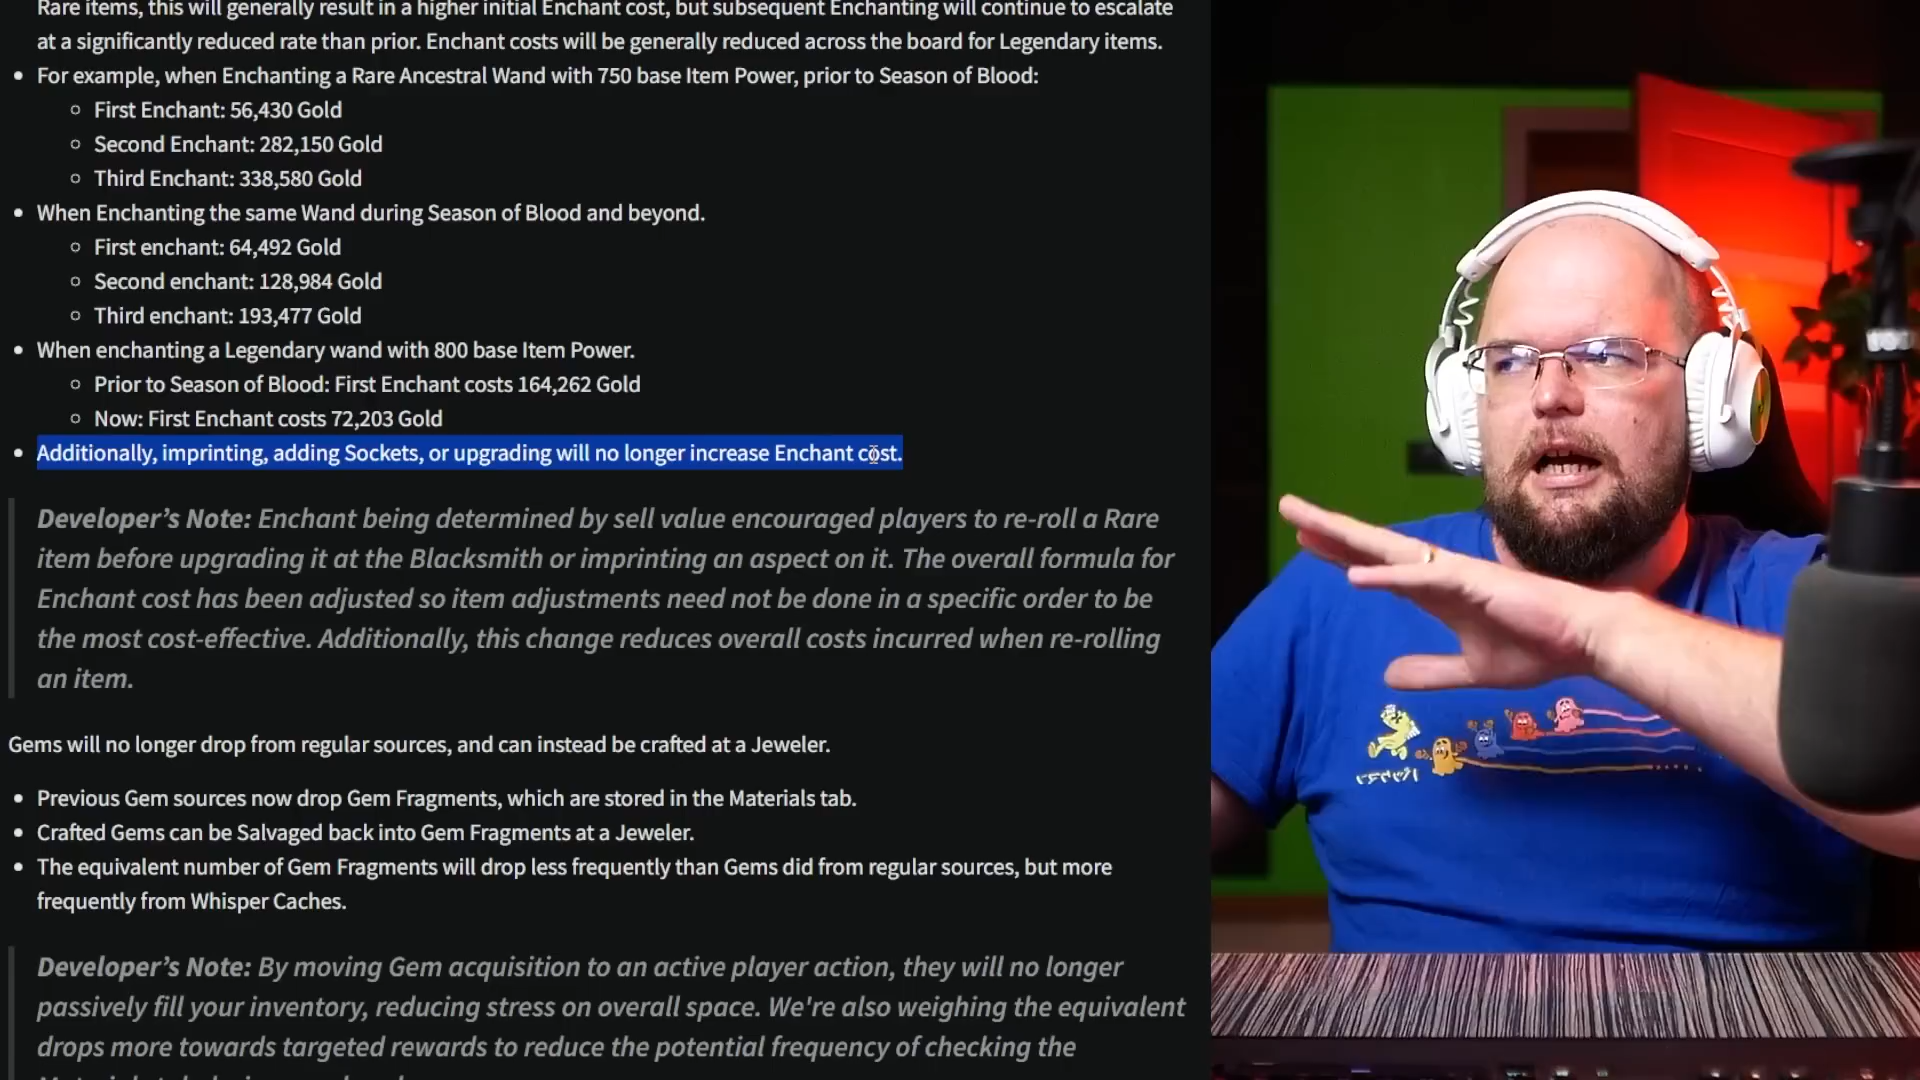 Rare items, this will generally result in a higher initial Enchant cost, but subsequent Enchanting will continue to escalate
at a significantly reduced rate than prior. Enchant costs will be generally reduced across the board for Legendary items.
For example, when Enchanting a Rare Ancestral Wand with 750 base Item Power, prior to Season of Blood:
First Enchant: 56,430 Gold
Second Enchant: 282,150 Gold
Third Enchant: 338,580 Gold
When Enchanting the same Wand during Season of Blood and beyond.
First enchant: 64,492 Gold
Second enchant: 128,984 Gold
Third enchant: 193,477 Gold
When enchanting a Legendary wand with 800 base Item Power.
Prior to Season of Blood: First Enchant costs 164,262 Gold
Now: First Enchant costs 72,203 Gold
Additionally, imprinting, adding Sockets, or upgrading will no longer increase Enchant cost.
Developer’s Note: Enchant being determined by sell value encouraged players to re-roll a Rare
item before upgrading it at the Blacksmith or imprinting an aspect on it. The overall formula for
Enchant cost has been adjusted so item adjustments need not be done in a specific order to be
the most cost-effective. Additionally, this change reduces overall costs incurred when re-rolling
an item.
Gems will no longer drop from regular sources, and can instead be crafted at a Jeweler.
Previous Gem sources now drop Gem Fragments, which are stored in the Materials tab.
Crafted Gems can be Salvaged back into Gem Fragments at a Jeweler.
The equivalent number of Gem Fragments will drop less frequently than Gems did from regular sources, but more
frequently from Whisper Caches.
Developer’s Note: By moving Gem acquisition to an active player action, they will no longer
passively fill your inventory, reducing stress on overall space. We're also weighing the equivalent
drops more towards targeted rewards to reduce the potential frequency of checking the